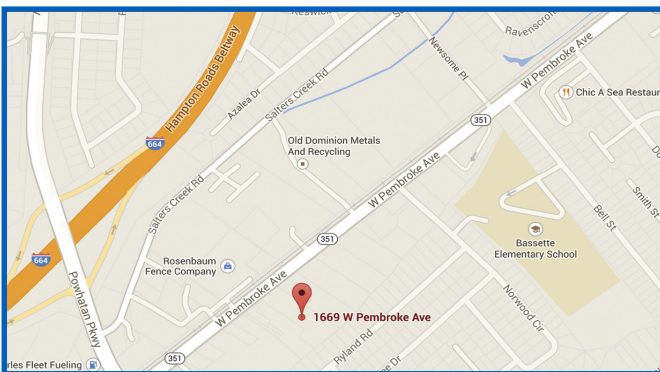 Keswick
Ravenscroft
Newsome Pl
W Pembroke Ave
Chic A Sea Restaur
Hampton Roads Beltway
Azalea Dr
Salters Creek Rd
351
664
Old Dominion Metals
And Recycling
W Pembroke Ave
Salters Creek Rd
Smith St
Bell St
Bassette
Elementary School
351
664
Rosenbaum
Fence Company
W Pembroke Ave
Norwood Cir
Powhatan Pkwy
1669 W Pembroke Ave
Ryland Rd
351
rles Fleet Fueling
e Dr